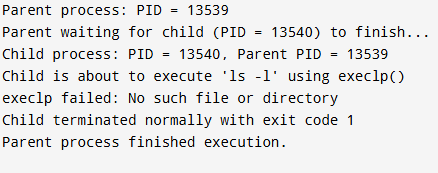 Parent process: PID = 13539
Parent waiting for child (PID = 13540) to finish...
Child process: PID = 13540, Parent PID = 13539
Child is about to execute 'ls -l' using execlp()
execlp failed: No such file or directory
Child terminated normally with exit code 1
Parent process finished execution.